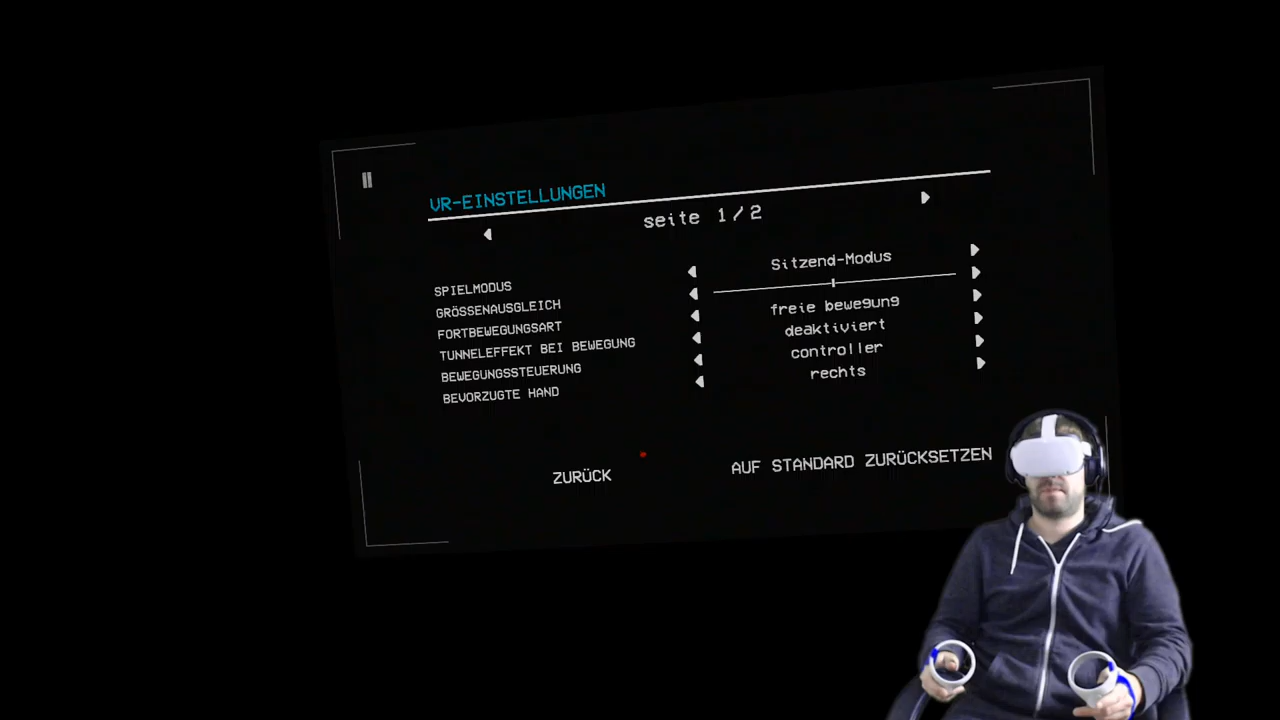 VR-EINSTELLUNGEN
seite 1/2
SPIELMODUS Sitzend-Modus
GRÖSSENAUSGLEICH
FORTBEWEGUNGSART freie bewegung
TUNNELEFFEKT BEI BEWEGUNG deaktiviert
BEWEGUNGSSTEUERUNG controller
BEVORZUGTE HAND rechts
ZURÜCK AUF STANDARD ZURÜCKSETZEN